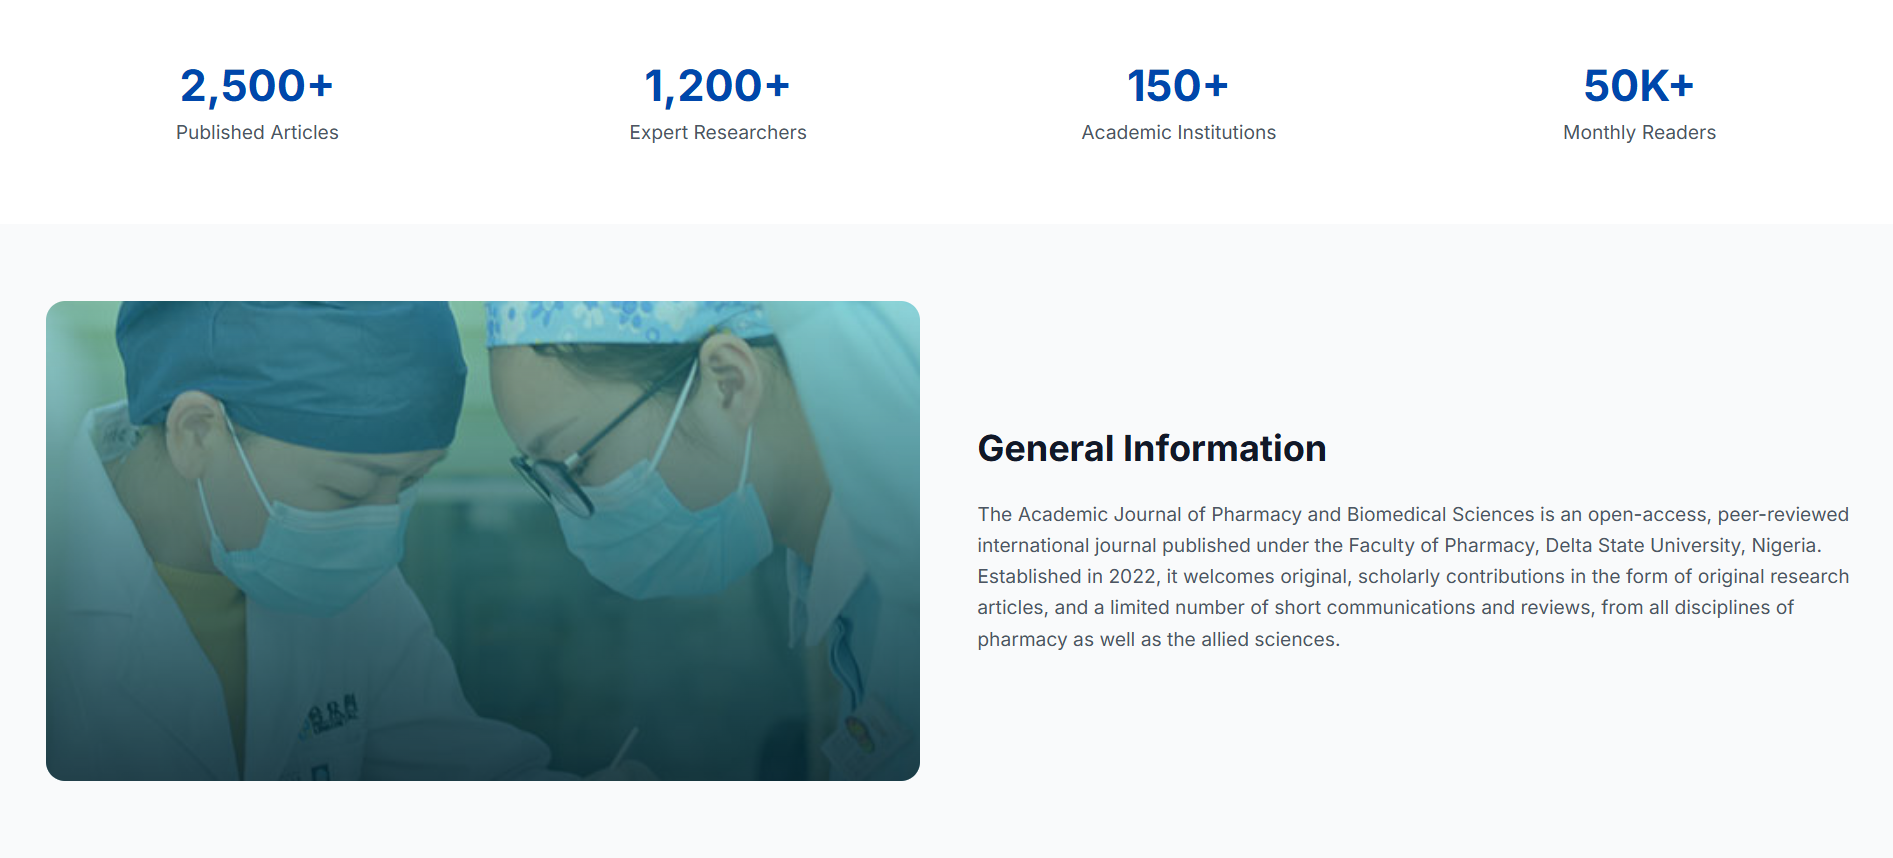 2,500+
Published Articles
1,200+
Expert Researchers
150+
Academic Institutions
50K+
Monthly Readers
General Information
The Academic Journal of Pharmacy and Biomedical Sciences is an open-access, peer-reviewed
international journal published under the Faculty of Pharmacy, Delta State University, Nigeria.
Established in 2022, it welcomes original, scholarly contributions in the form of original research
articles, and a limited number of short communications and reviews, from all disciplines of
pharmacy as well as the allied sciences.